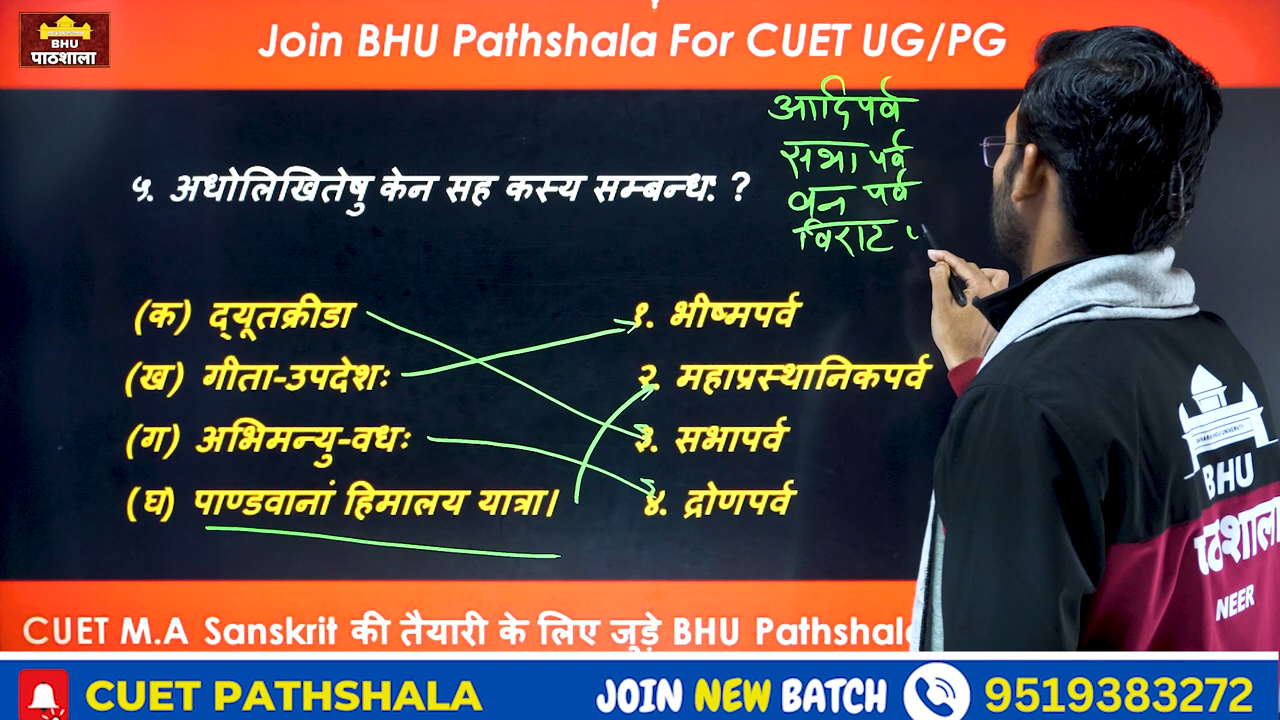 BHU
पाठशाला
Join BHU Pathshala For CUET UG/PG
आदिपर्व
सभा पर्व
वन पर्व
विराट
५. अधोलिखितेषु केन सह कस्य सम्बन्धः ?
(क) द्यूतक्रीडा
१. भीष्मपर्व
(ख) गीता-उपदेशः
२. महाप्रस्थानिकपर्व
(ग) अभिमन्यु-वधः
३. सभापर्व
(घ) पाण्डवानां हिमालय यात्रा।
४. द्रोणपर्व
BHU
पाठशाला
NEER
CUET M.A Sanskrit की तैयारी के लिए जुड़े BHU Pathshala
CUET PATHSHALA
JOIN NEW BATCH
9519383272